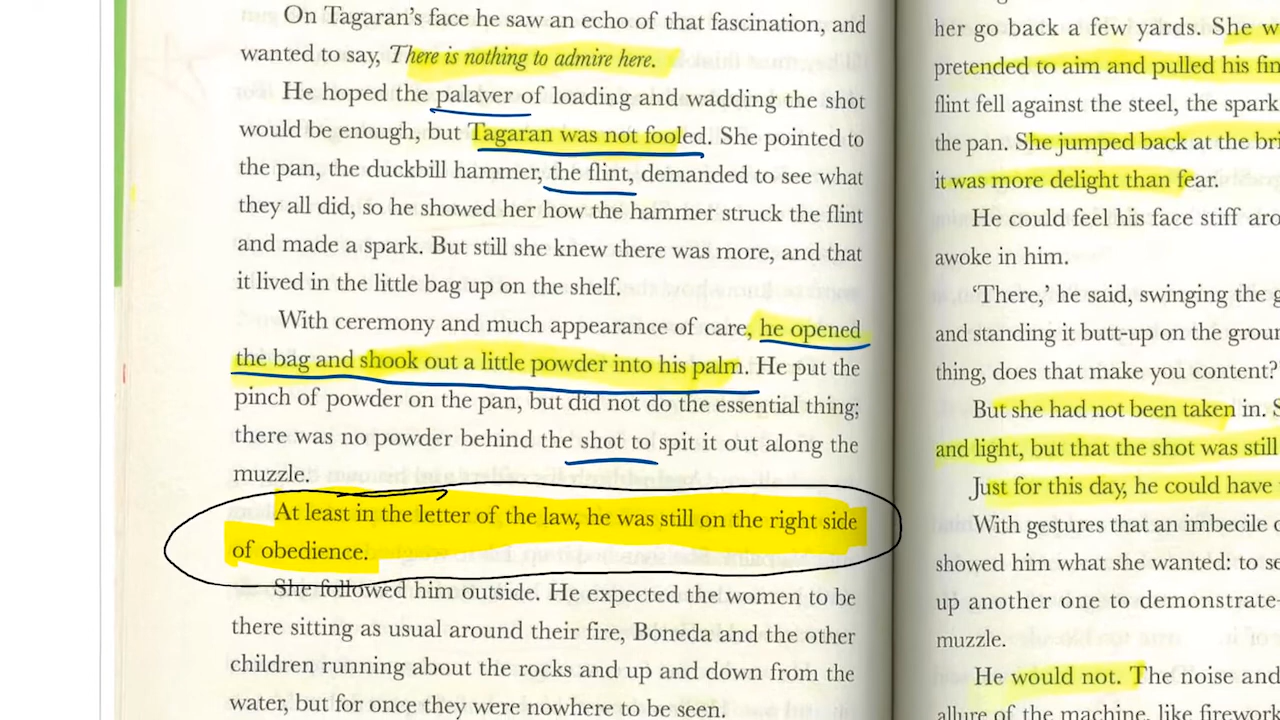 On Tagaran’s face he saw an echo of that fascination, and
wanted to say, There is nothing to admire here.
He hoped the palaver of loading and wadding the shot
would be enough, but Tagaran was not fooled. She pointed to
the pan, the duckbill hammer, the flint, demanded to see what
they all did, so he showed her how the hammer struck the flint
and made a spark. But still she knew there was more, and that
it lived in the little bag up on the shelf.
With ceremony and much appearance of care, he opened
the bag and shook out a little powder into his palm. He put the
pinch of powder on the pan, but did not do the essential thing;
there was no powder behind the shot to spit it out along the
muzzle.
At least in the letter of the law, he was still on the right side
of obedience.
She followed him outside. He expected the women to be
there sitting as usual around their fire, Boneda and the other
children running about the rocks and up and down from the
water, but for once they were nowhere to be seen.
her go back a few yards. She
pretended to aim and pulled his
flint fell against the steel, the spark
the pan. She jumped back at the
it was more delight than fear.
He could feel his face stiff
awoke in him.
‘There,’ he said, swinging the
and standing it butt-up on the
thing, does that make you content?
But she had not been taken in.
and light, but that the shot was still
Just for this day, he could have
With gestures that an imbecile
showed him what she wanted: to
up another one to demonstrate
muzzle.
He would not. The noise and
allure of the machine, like